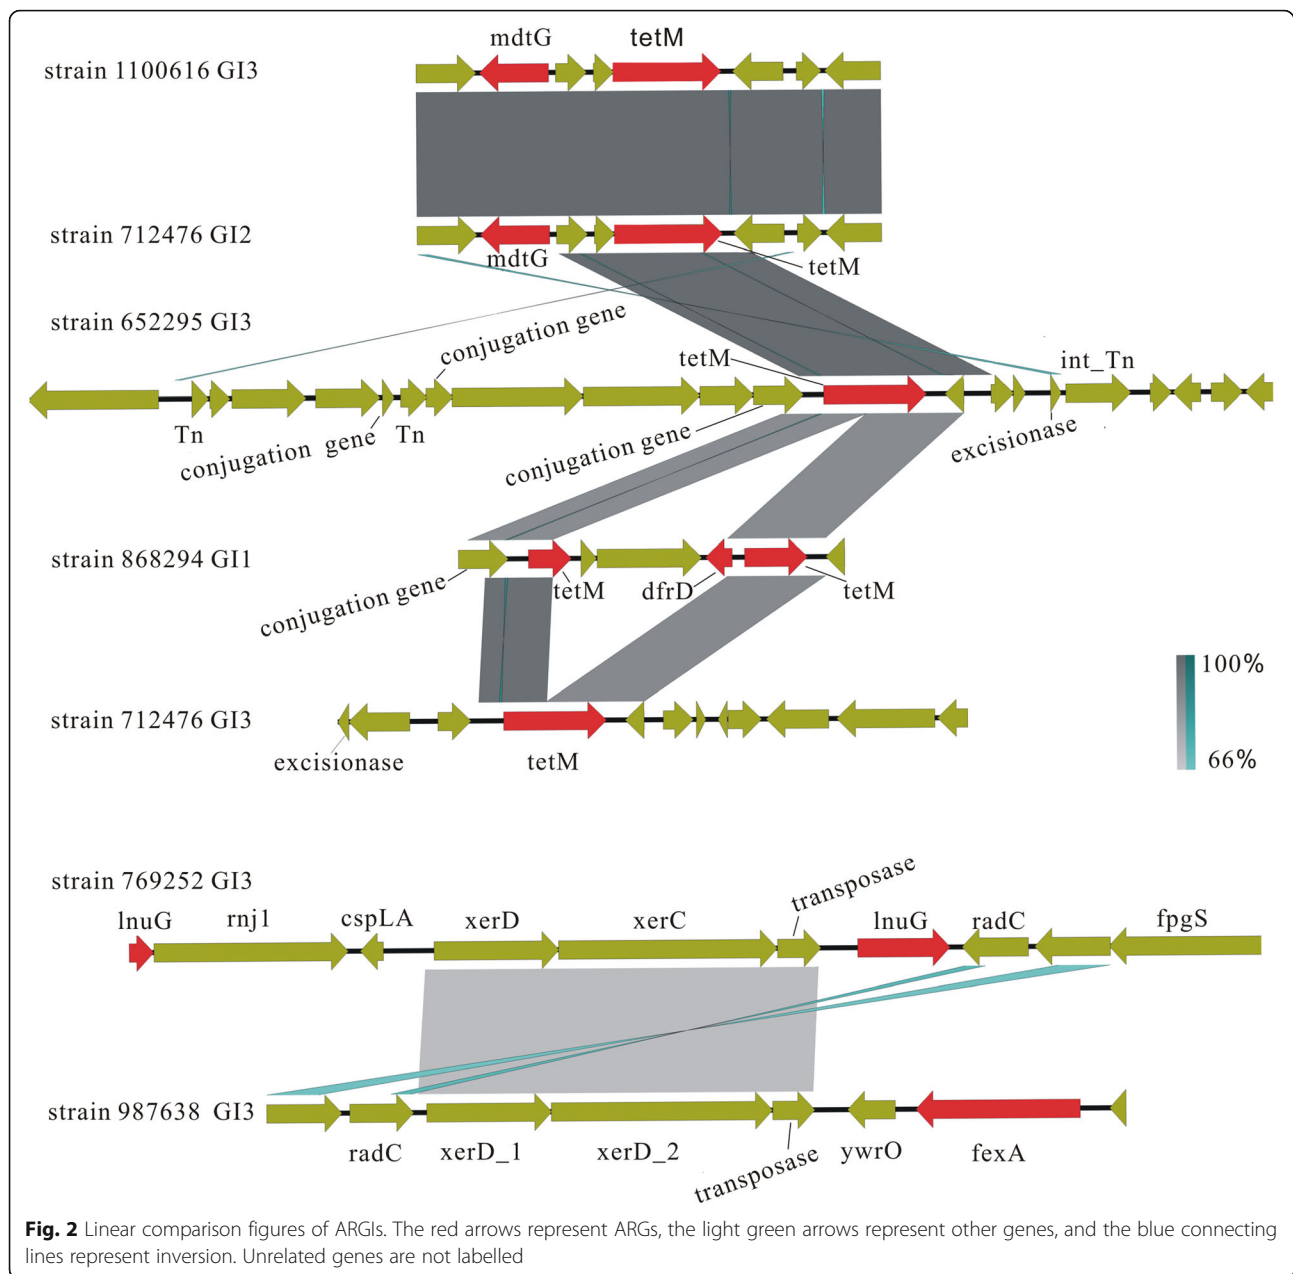 mdtG tetM
strain 1100616 GI3
strain 712476 GI2
mdtG
tetM
strain 652295 GI3
conjugation gene
tetM
int_Tn
Tn
conjugation gene
Tn
conjugation gene
excisionase
strain 868294 GI1
conjugation gene
tetM
dfrD
tetM
100%
66%
strain 712476 GI3
excisionase
tetM
strain 769252 GI3
transposase
lnuG rnj1 cspLA xerD xerC lnuG radC fpgS
strain 987638 GI3
radC xerD_1 xerD_2 transposase ywrO fexA
Fig. 2 Linear comparison figures of ARGIs. The red arrows represent ARGs, the light green arrows represent other genes, and the blue connecting
lines represent inversion. Unrelated genes are not labelled